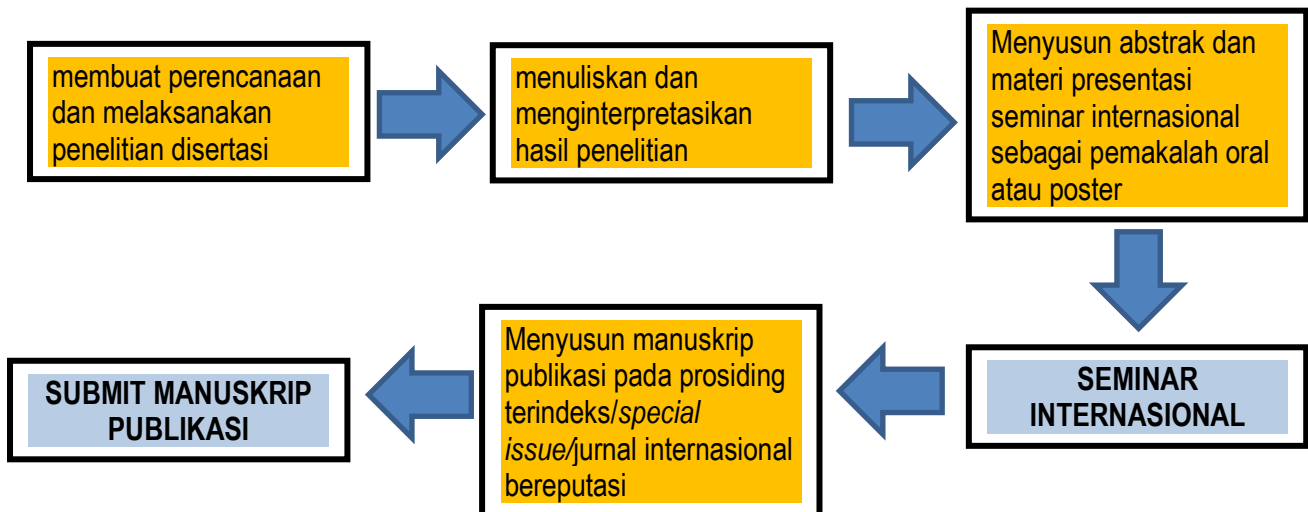 membuat perencanaan
dan melaksanakan
penelitian disertasi
menuliskan dan
menginterpretasikan
hasil penelitian
Menyusun abstrak dan
materi presentasi
seminar internasional
sebagai pemakalah oral
atau poster
SEMINAR
INTERNASIONAL
Menyusun manuskrip
publikasi pada prosiding
terindeks/special
issue/jurnal internasional
bereputasi
SUBMIT MANUSKRIP
PUBLIKASI